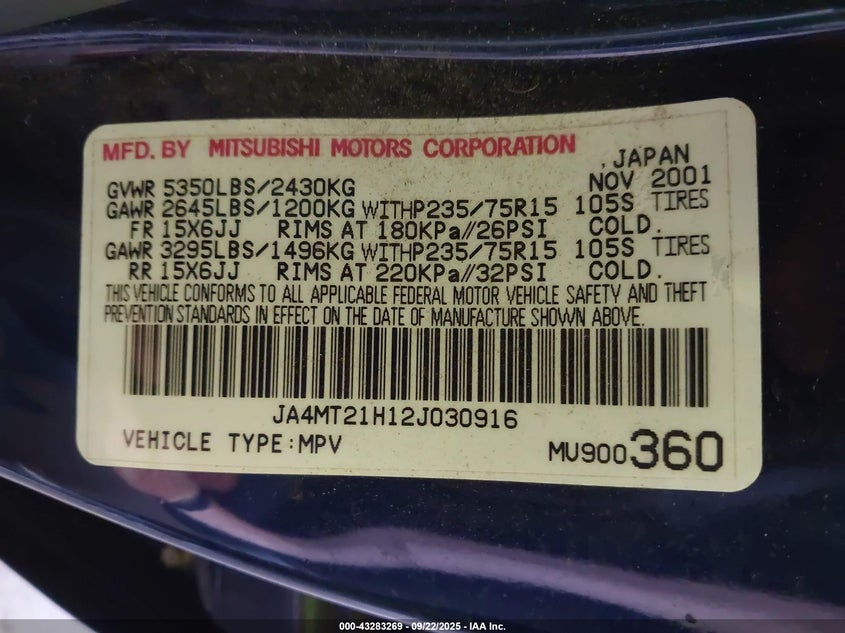 MFD. BY MITSUBISHI MOTORS CORPORATION
, JAPAN
GVWR 5350LBS/2430KG NOV 2001
GAWR 2645LBS/1200KG WITHP235/75R15 105S TIRES
FR 15X6JJ RIMS AT 180KPa//26PSI COLD.
GAWR 3295LBS/1496KG WITHP235/75R15 105S TIRES
RR 15X6JJ RIMS AT 220KPa//32PSI COLD.
THIS VEHICLE CONFORMS TO ALL APPLICABLE FEDERAL MOTOR VEHICLE SAFETY AND THEFT
PREVENTION STANDARDS IN EFFECT ON THE DATE OF MANUFACTURE SHOWN ABOVE.
JA4MT21H12J030916
VEHICLE TYPE:MPV MU900360
000-43283269 - 09/22/2025 - IAA Inc.